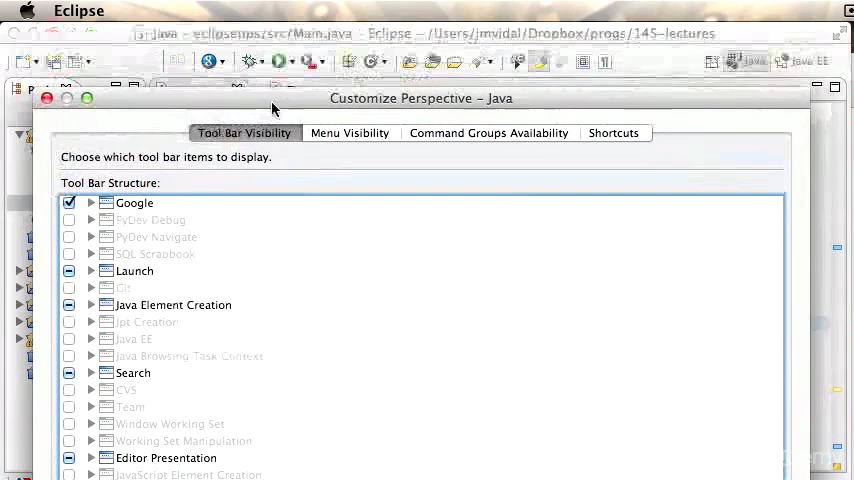 Eclipse
Java – eclipsetips/src/Main.java – Eclipse – /Users/jmvidal/Dropbox/progs/145-lectures
Java
Java EE
Customize Perspective – Java
Tool Bar Visibility
Menu Visibility
Command Groups Availability
Shortcuts
Choose which tool bar items to display.
Tool Bar Structure:
Google
PyDev Debug
PyDev Navigate
SQL Scrapbook
Launch
Git
Java Element Creation
Jpt Creation
Java EE
Java Browsing Task Context
Search
CVS
Team
Window Working Set
Working Set Manipulation
Editor Presentation
JavaScript Element Creation